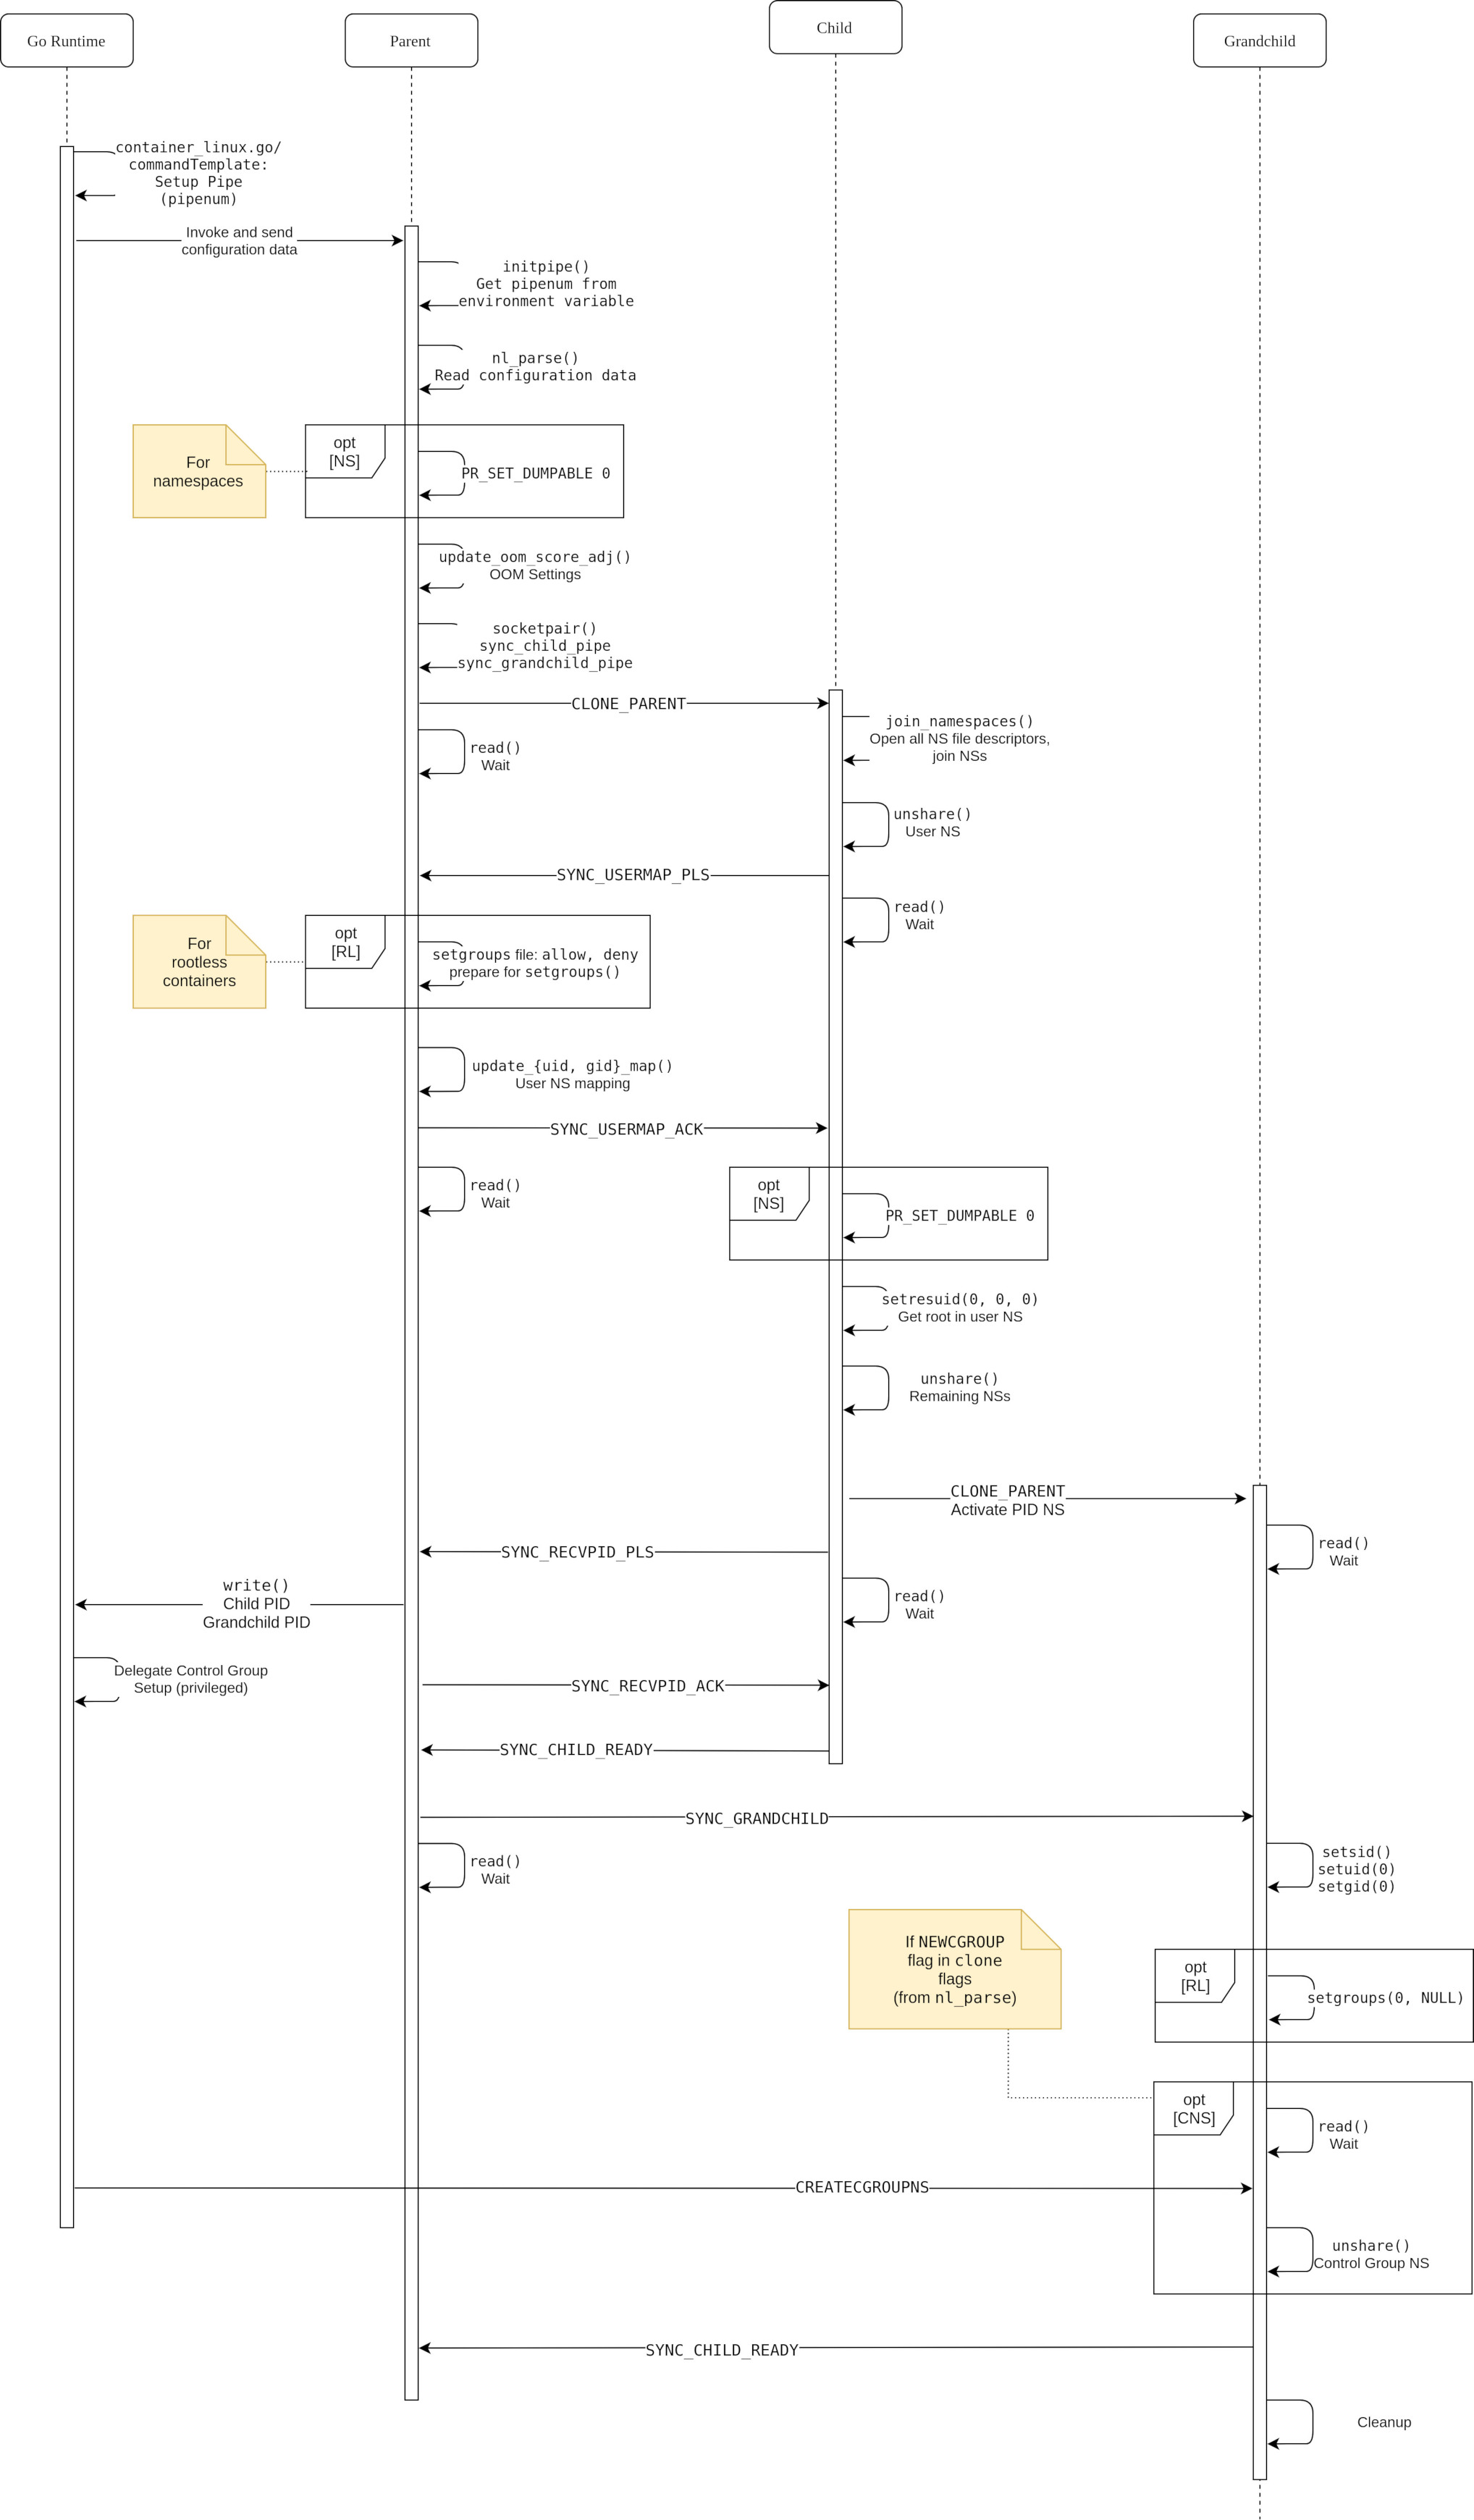 Go Runtime
Parent
Child
Grandchild
container_linux.go/
commandTemplate:
Setup Pipe
(pipenum)
Invoke and send
configuration data
initpipe()
Get pipenum from
environment variable
nl_parse()
Read configuration data
For
namespaces
opt
[NS]
PR_SET_DUMPABLE 0
update_oom_score_adj()
OOM Settings
socketpair()
sync_child_pipe
sync_grandchild_pipe
CLONE_PARENT
join_namespaces()
Open all NS file descriptors,
join NSs
read()
Wait
unshare()
User NS
SYNC_USERMAP_PLS
read()
Wait
For
rootless
containers
opt
[RL]
setgroups file: allow, deny
prepare for setgroups()
update_{uid, gid}_map()
User NS mapping
SYNC_USERMAP_ACK
read()
Wait
opt
[NS]
PR_SET_DUMPABLE 0
setresuid(0, 0, 0)
Get root in user NS
unshare()
Remaining NSs
CLONE_PARENT
Activate PID NS
read()
Wait
SYNC_RECVPID_PLS
write()
Child PID
Grandchild PID
read()
Wait
Delegate Control Group
Setup (privileged)
SYNC_RECVPID_ACK
SYNC_CHILD_READY
SYNC_GRANDCHILD
read()
Wait
setsid()
setuid(0)
setgid(0)
If NEWCGROUP
flag in clone
flags
(from nl_parse)
opt
[RL]
setgroups(0, NULL)
opt
[CNS]
read()
Wait
CREATECGROUPNS
unshare()
Control Group NS
SYNC_CHILD_READY
Cleanup